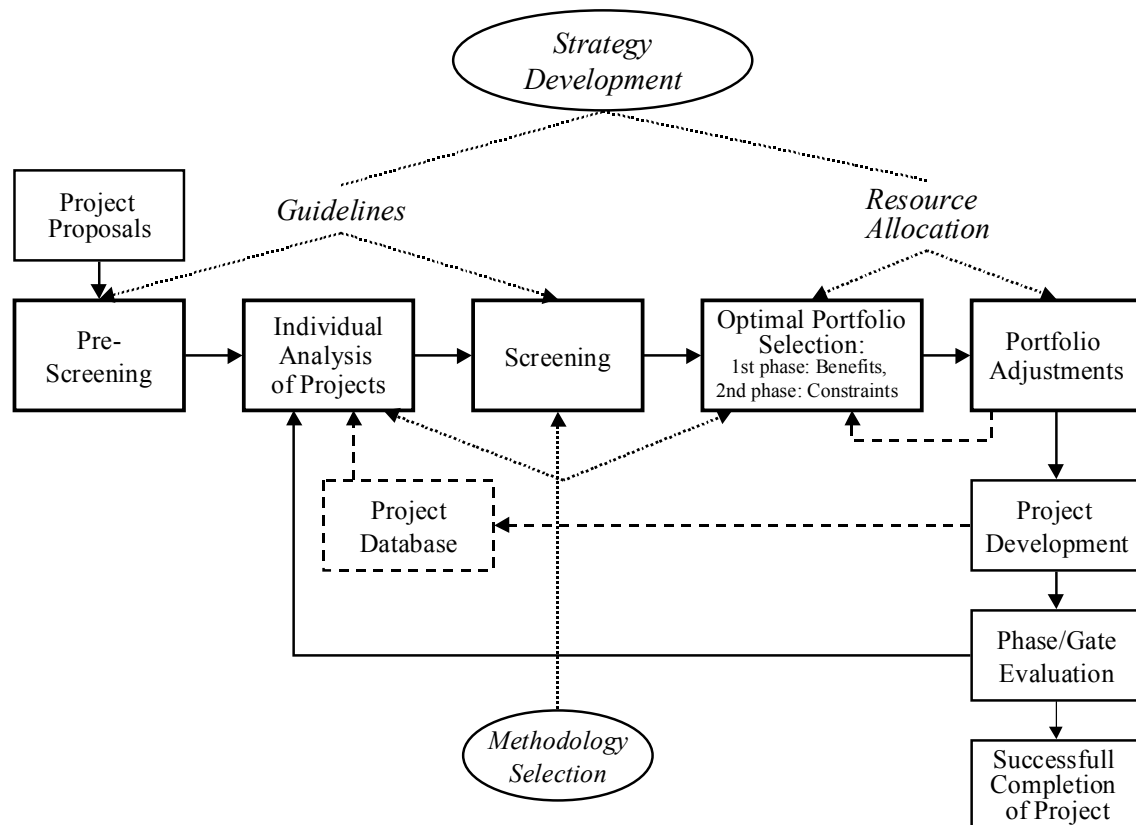 Strategy
Development
Project
Proposals
Guidelines
Resource
Allocation
Pre-
Screening
Individual
Analysis
of Projects
Screening
Optimal Portfolio
Selection:
1st phase: Benefits,
2nd phase: Constraints
Portfolio
Adjustments
Project
Database
Project
Development
Phase/Gate
Evaluation
Methodology
Selection
Successfull
Completion
of Project